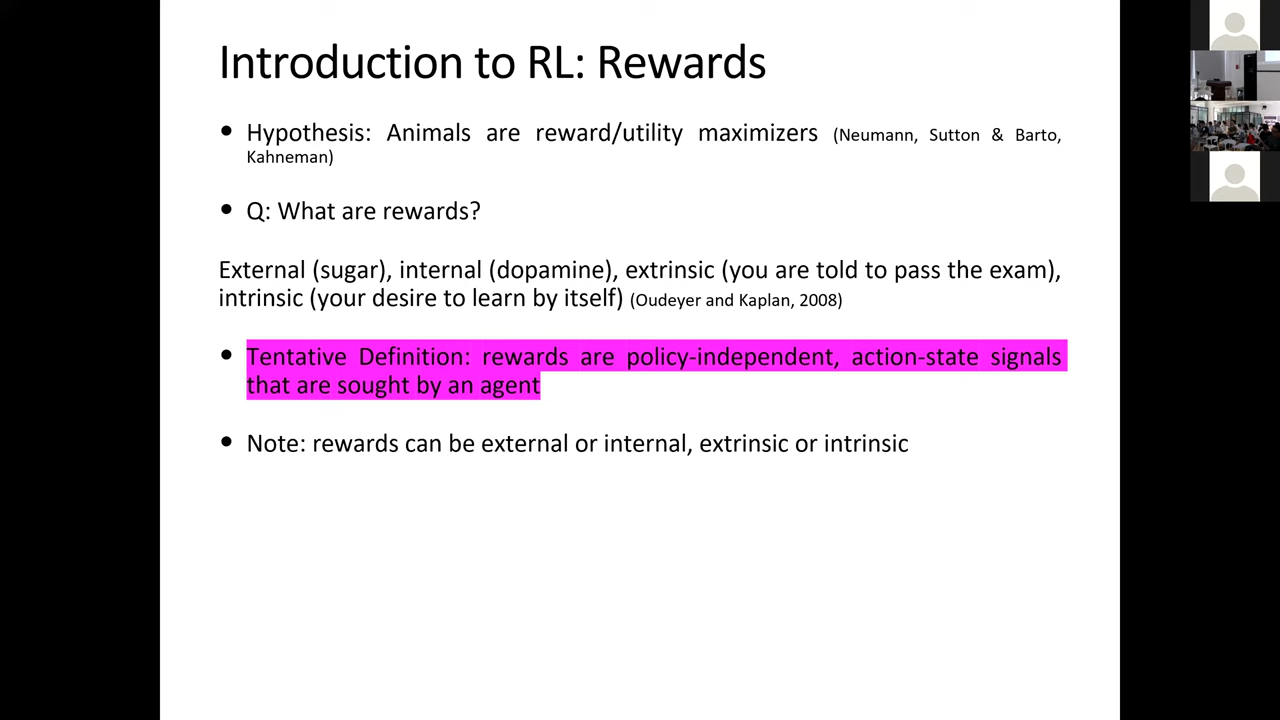 Introduction to RL: Rewards
• Hypothesis: Animals are reward/utility maximizers (Neumann, Sutton & Barto,
Kahneman)
• Q: What are rewards?
External (sugar), internal (dopamine), extrinsic (you are told to pass the exam),
intrinsic (your desire to learn by itself) (Oudeyer and Kaplan, 2008)
• Tentative Definition: rewards are policy-independent, action-state signals
that are sought by an agent
• Note: rewards can be external or internal, extrinsic or intrinsic